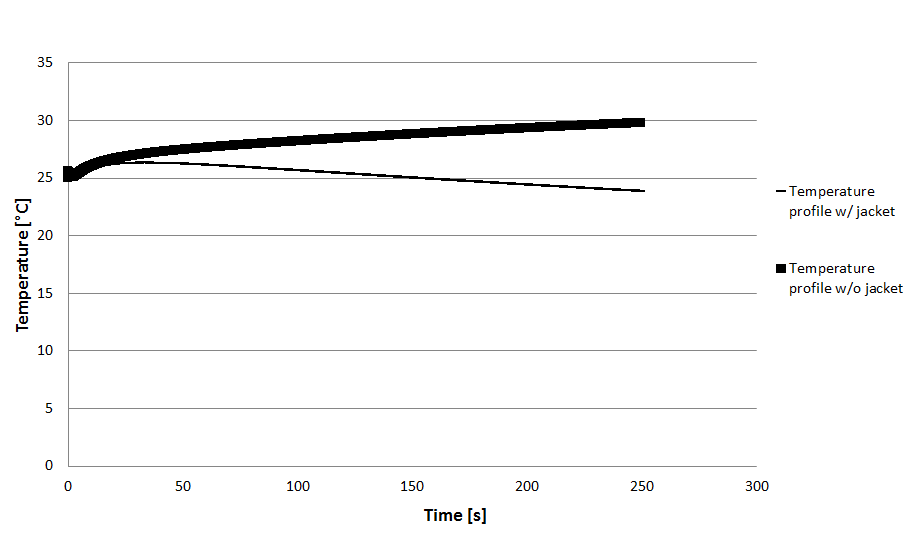 35
30
25
20
15
10
5
0
0 50 100 150 200 250 300
Temperature [°C]
Time [s]
Temperature
profile w/ jacket
Temperature
profile w/o jacket